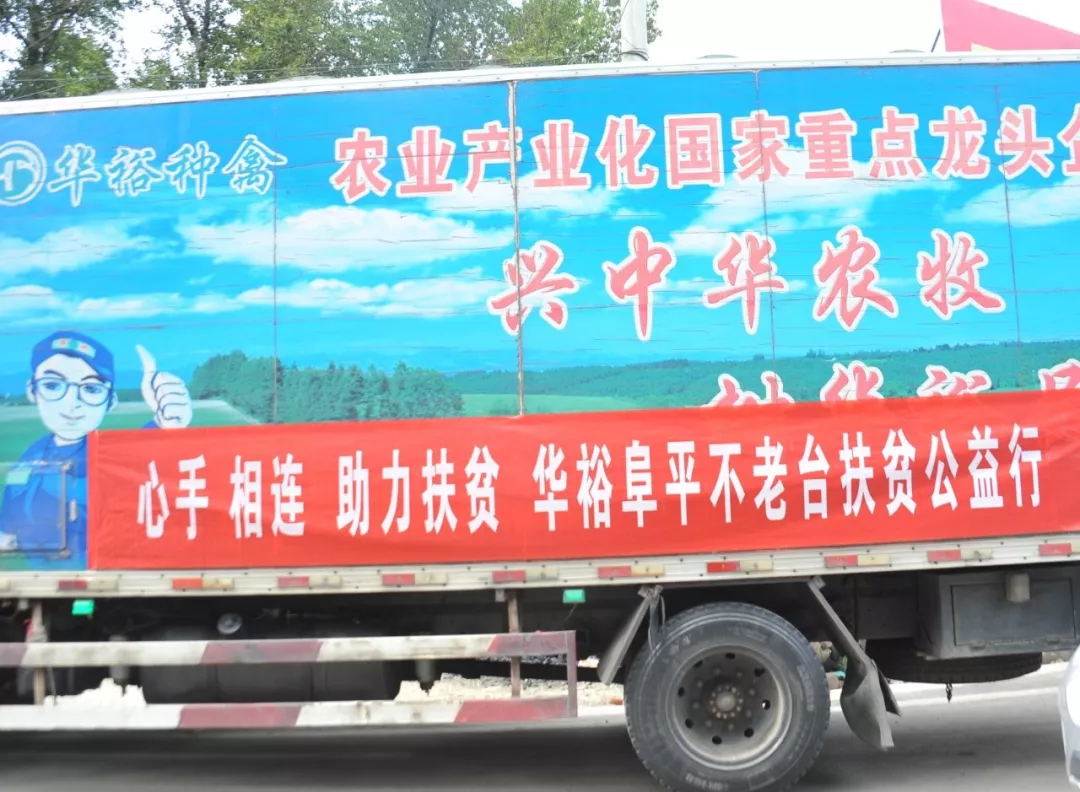 华裕种禽
农业产业化国家重点龙头企
兴中华农牧
心手 相连 助力扶贫 华裕阜平不老台扶贫公益行